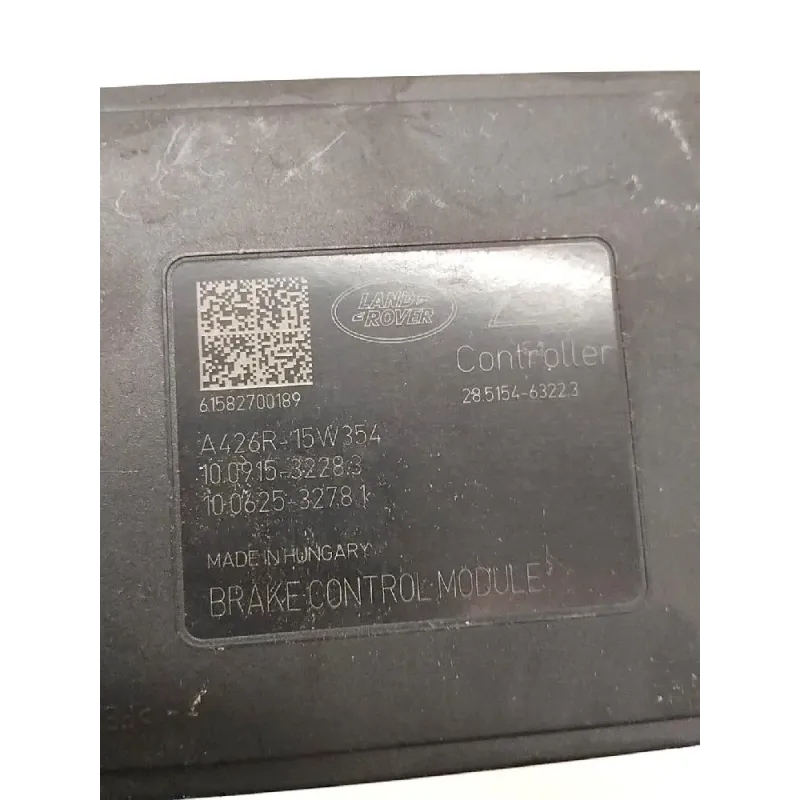 LAND
ROVER
Controller
61582700189
28.5154-6322.3
A426R-15W354
10.0915-3228.3
10.0625-3278.1
MADE IN HUNGARY
BRAKE CONTROL MODULE